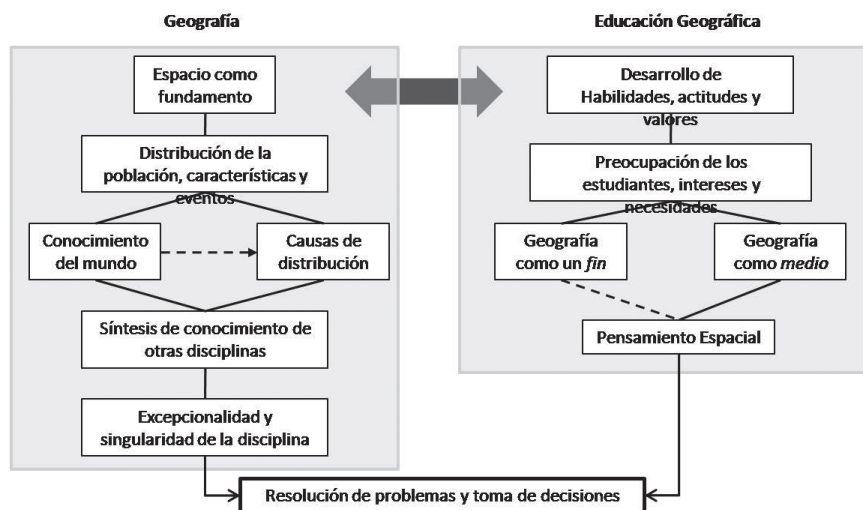 Geografía
Espacio como
fundamento
Distribución de la
población, características y
eventos
Conocimiento
del mundo
Causas de
distribución
Síntesis de conocimiento de
otras disciplinas
Excepcionalidad y
singularidad de la disciplina
Educación Geográfica
Desarrollo de
Habilidades, actitudes y
valores
Preocupación de los
estudiantes, intereses y
necesidades
Geografía
como un fin
Geografía
como medio
Pensamiento Espacial
Resolución de problemas y toma de decisiones